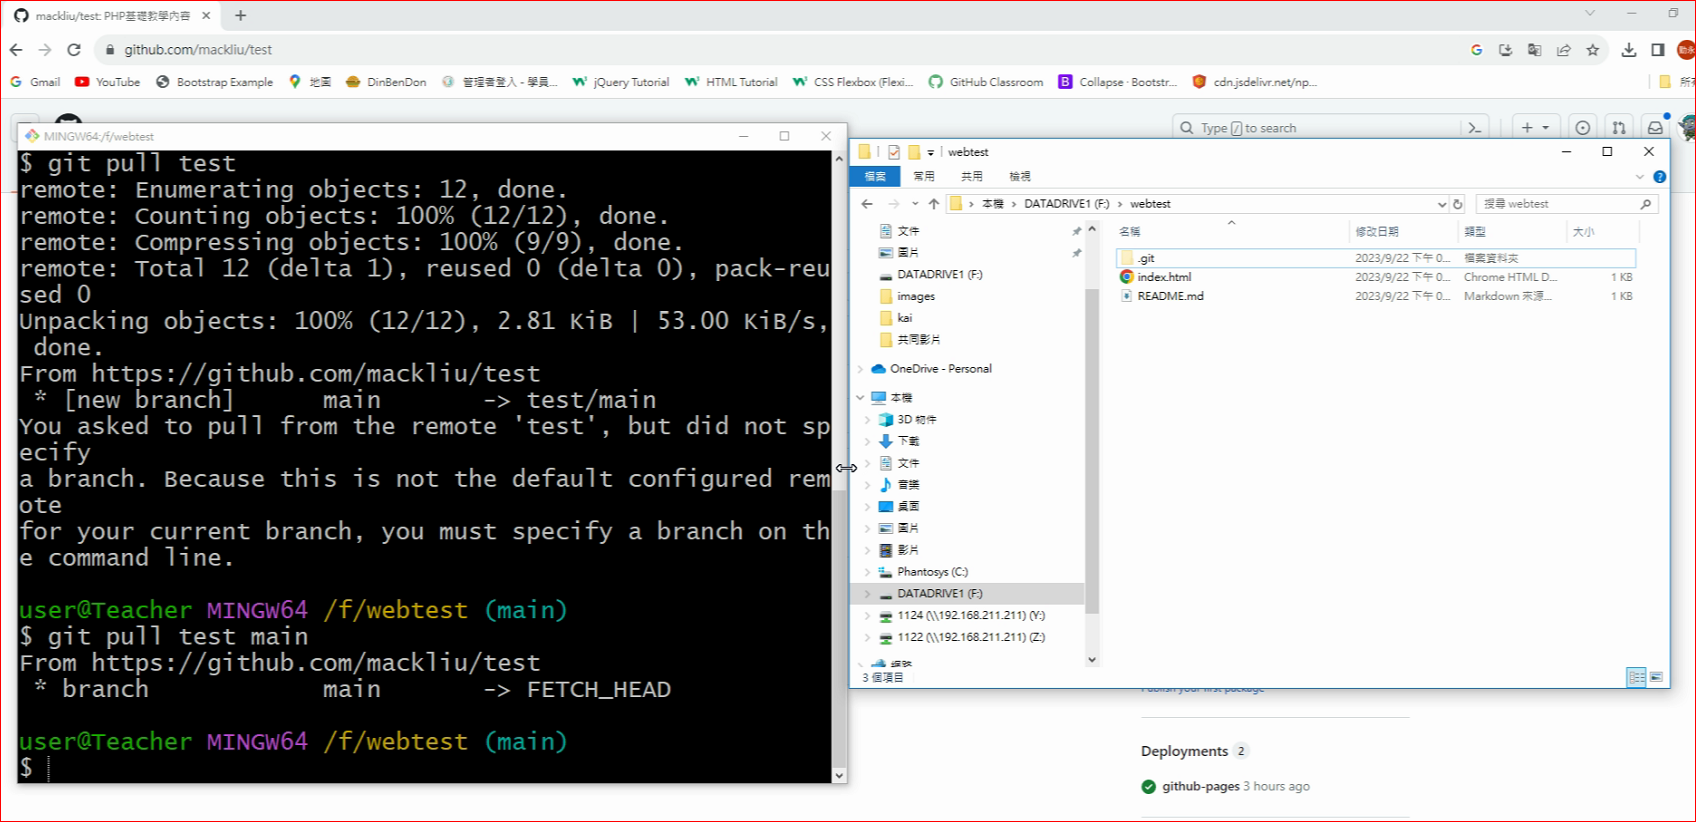 mackliu/test: PHP基礎教學內容
github.com/mackliu/test
Gmail
YouTube
Bootstrap Example
地圖
DinBenDon
管理者登入 - 學員...
jQuery Tutorial
HTML Tutorial
CSS Flexbox (Flexi...
GitHub Classroom
Collapse · Bootstr...
cdn.jsdelivr.net/np...
Type / to search
MINGW64:/f/webtest
$ git pull test
remote: Enumerating objects: 12, done.
remote: Counting objects: 100% (12/12), done.
remote: Compressing objects: 100% (9/9), done.
remote: Total 12 (delta 1), reused 0 (delta 0), pack-reu
sed 0
Unpacking objects: 100% (12/12), 2.81 KiB | 53.00 KiB/s,
 done.
From https://github.com/mackliu/test
 * [new branch]      main       -> test/main
You asked to pull from the remote 'test', but did not sp
ecify
a branch. Because this is not the default configured rem
ote
for your current branch, you must specify a branch on th
e command line.
user@Teacher MINGW64 /f/webtest (main)
$ git pull test main
From https://github.com/mackliu/test
 * branch            main       -> FETCH_HEAD
user@Teacher MINGW64 /f/webtest (main)
$
webtest
檔案 常用 共用 檢視
本機 › DATADRIVE1 (F:) › webtest
搜尋 webtest
文件
圖片
DATADRIVE1 (F:)
images
kai
共同影片
OneDrive - Personal
本機
3D 物件
下載
文件
音樂
桌面
圖片
影片
Phantosys (C:)
DATADRIVE1 (F:)
1124 (\\192.168.211.211) (Y:)
1122 (\\192.168.211.211) (Z:)
網路
名稱 修改日期 類型 大小
.git 2023/9/22 下午 0... 檔案資料夾
index.html 2023/9/22 下午 0... Chrome HTML D... 1 KB
README.md 2023/9/22 下午 0... Markdown 來源... 1 KB
3 個項目
Publish your first package
Deployments 2
github-pages 3 hours ago